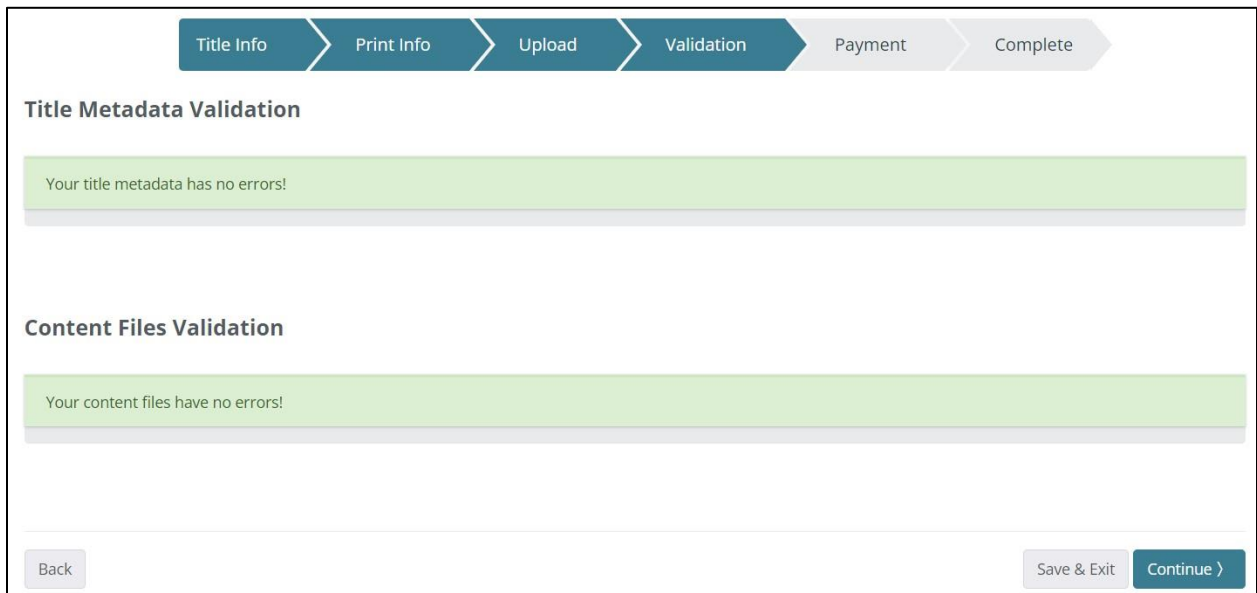 Title Info Print Info Upload Validation Payment Complete
Title Metadata Validation
Your title metadata has no errors!
Content Files Validation
Your content files have no errors!
Back Save & Exit Continue 〉